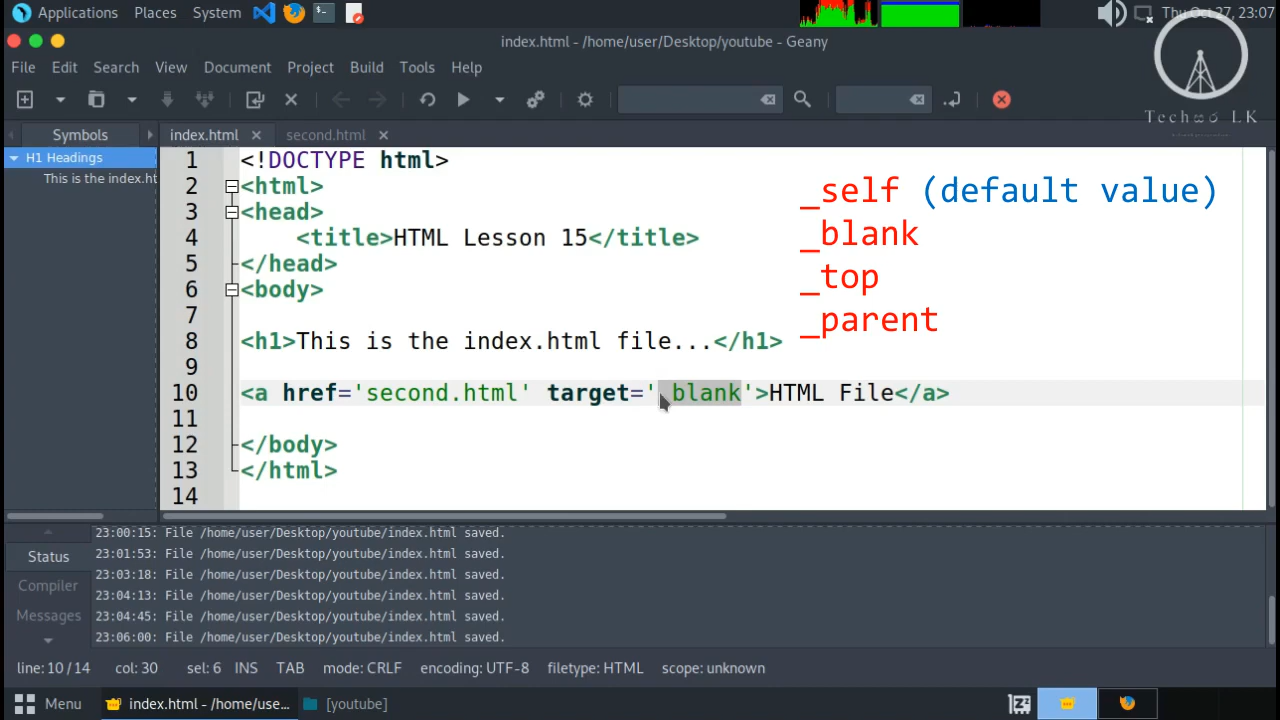 Applications Places System Thu Oct 27, 23:07
index.html - /home/user/Desktop/youtube - Geany
File Edit Search View Document Project Build Tools Help
Techno LK
Symbols index.html second.html
H1 Headings
This is the index.ht
1 <!DOCTYPE html>
2 <html>
3 <head>
4 <title>HTML Lesson 15</title>
5 </head>
6 <body>
7
8 <h1>This is the index.html file...</h1>
9
10 <a href='second.html' target='_blank'>HTML File</a>
11
12 </body>
13 </html>
14
_self (default value)
_blank
_top
_parent
Status
Compiler
Messages
23:00:15: File /home/user/Desktop/youtube/index.html saved.
23:01:53: File /home/user/Desktop/youtube/index.html saved.
23:03:18: File /home/user/Desktop/youtube/index.html saved.
23:04:13: File /home/user/Desktop/youtube/index.html saved.
23:04:45: File /home/user/Desktop/youtube/index.html saved.
23:06:00: File /home/user/Desktop/youtube/index.html saved.
line: 10 / 14 col: 30 sel: 6 INS TAB mode: CRLF encoding: UTF-8 filetype: HTML scope: unknown
Menu index.html - /home/use... [youtube]